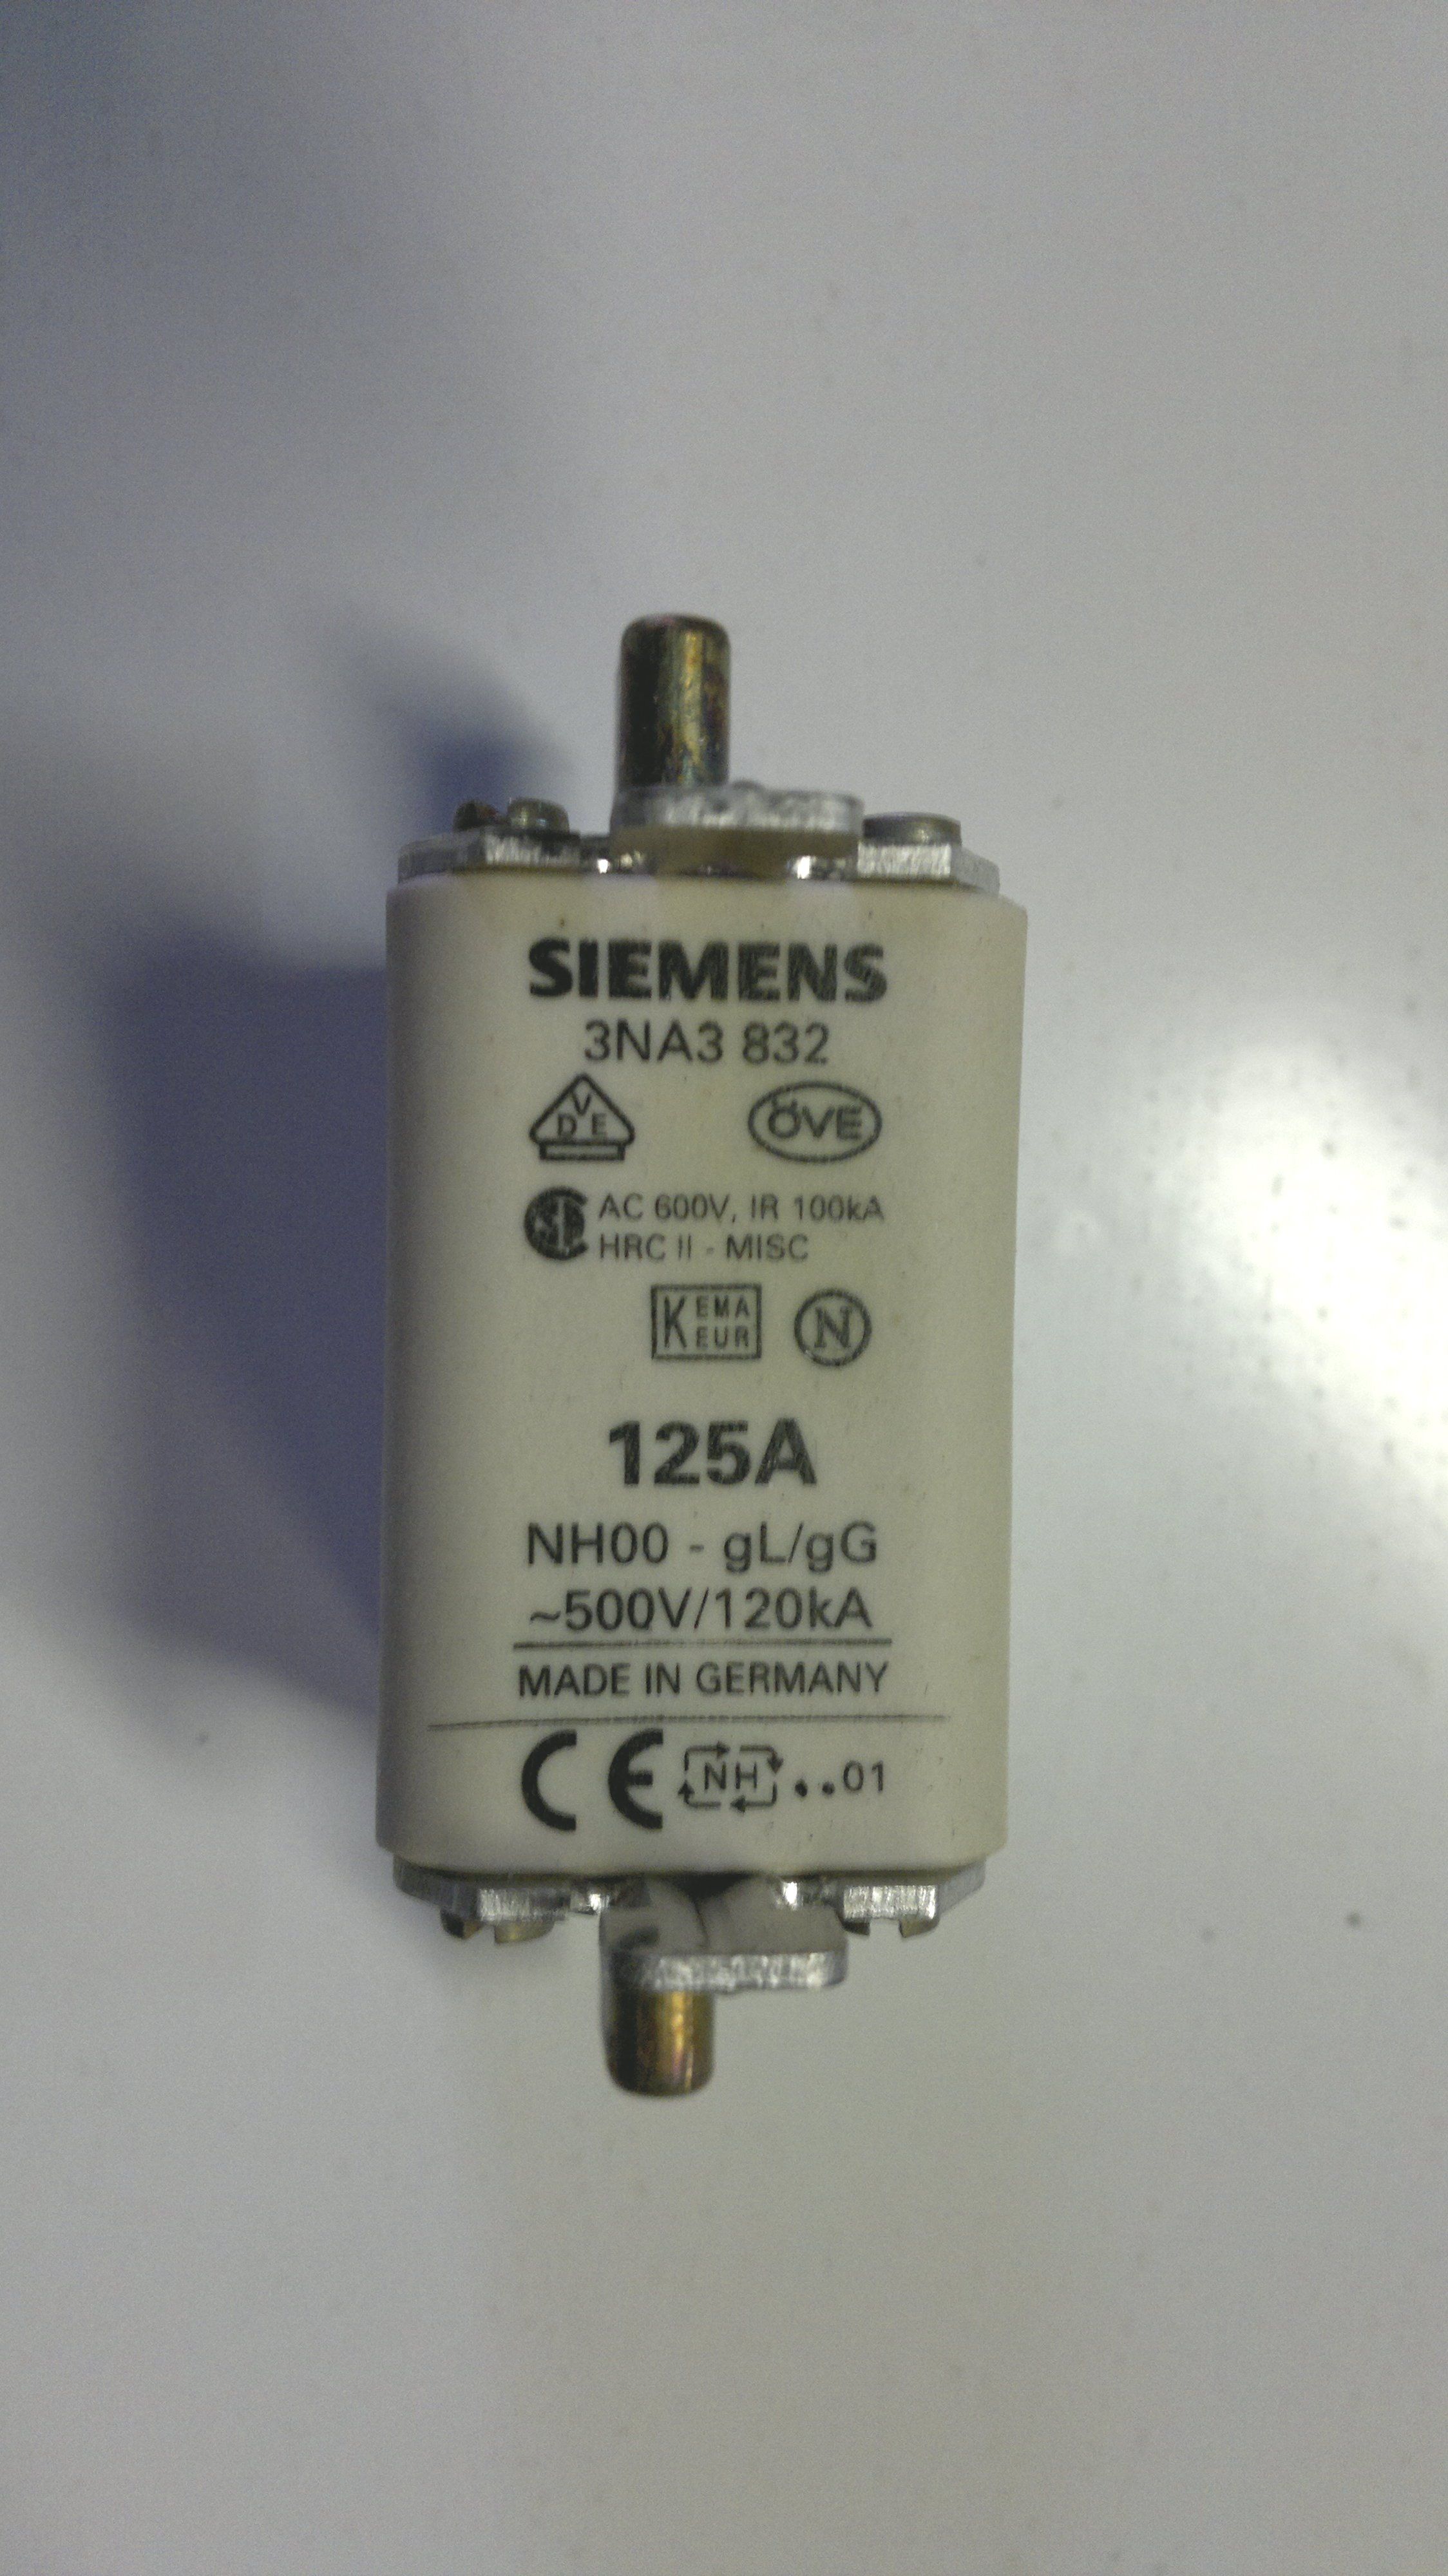 SIEMENS
3NA3 832
VDE ÖVE
AC 600V, IR 100kA
HRC II - MISC
KEMA EUR N
125A
NH00 - gL/gG
~500V/120kA
MADE IN GERMANY
CE NH ..01